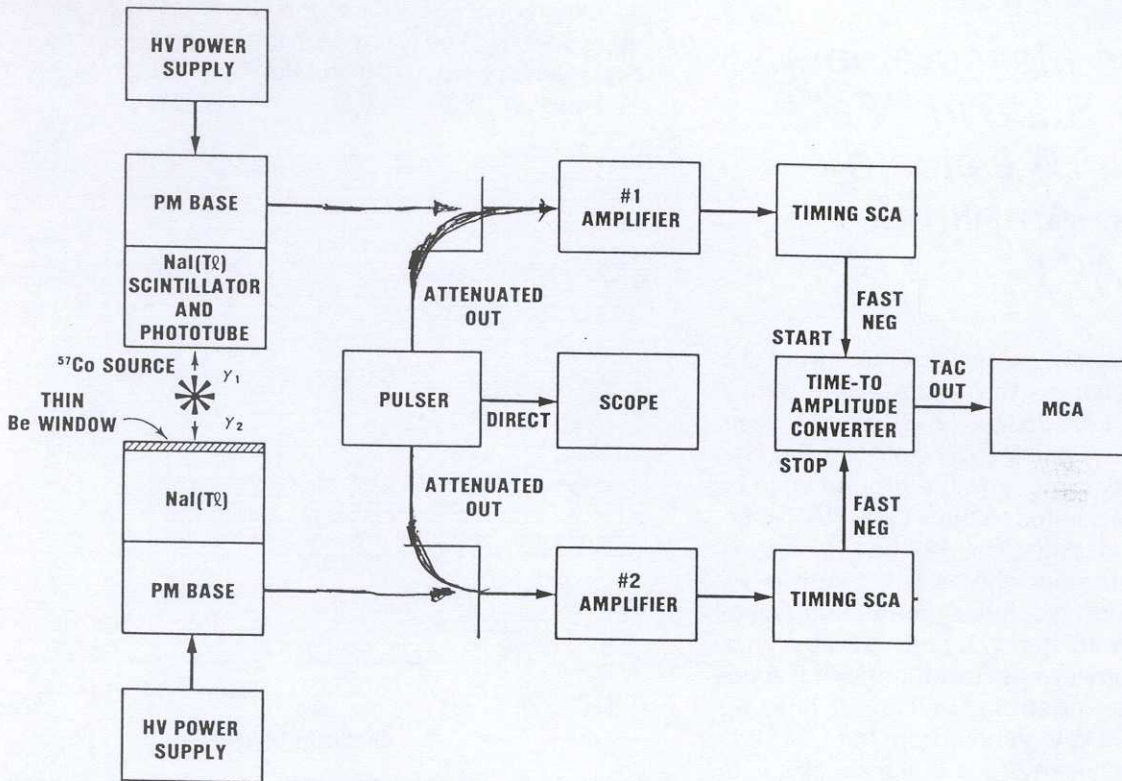 HV POWER
SUPPLY
PM BASE
NaI(Tℓ)
SCINTILLATOR
AND
PHOTOTUBE
⁵⁷Co SOURCE
γ₁
THIN
Be WINDOW
γ₂
NaI(Tℓ)
PM BASE
HV POWER
SUPPLY
ATTENUATED
OUT
PULSER
DIRECT
SCOPE
ATTENUATED
OUT
#1
AMPLIFIER
TIMING SCA
FAST
NEG
START
TIME-TO
AMPLITUDE
CONVERTER
TAC
OUT
MCA
STOP
FAST
NEG
#2
AMPLIFIER
TIMING SCA